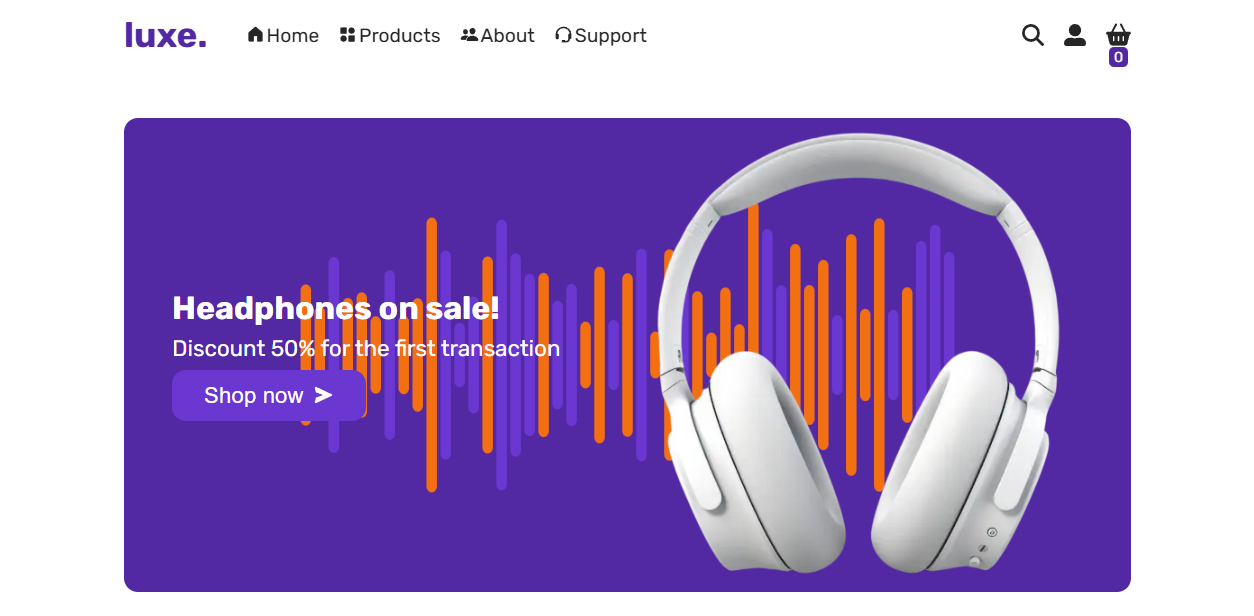 luxe. Home Products About Support
0
Headphones on sale!
Discount 50% for the first transaction
Shop now